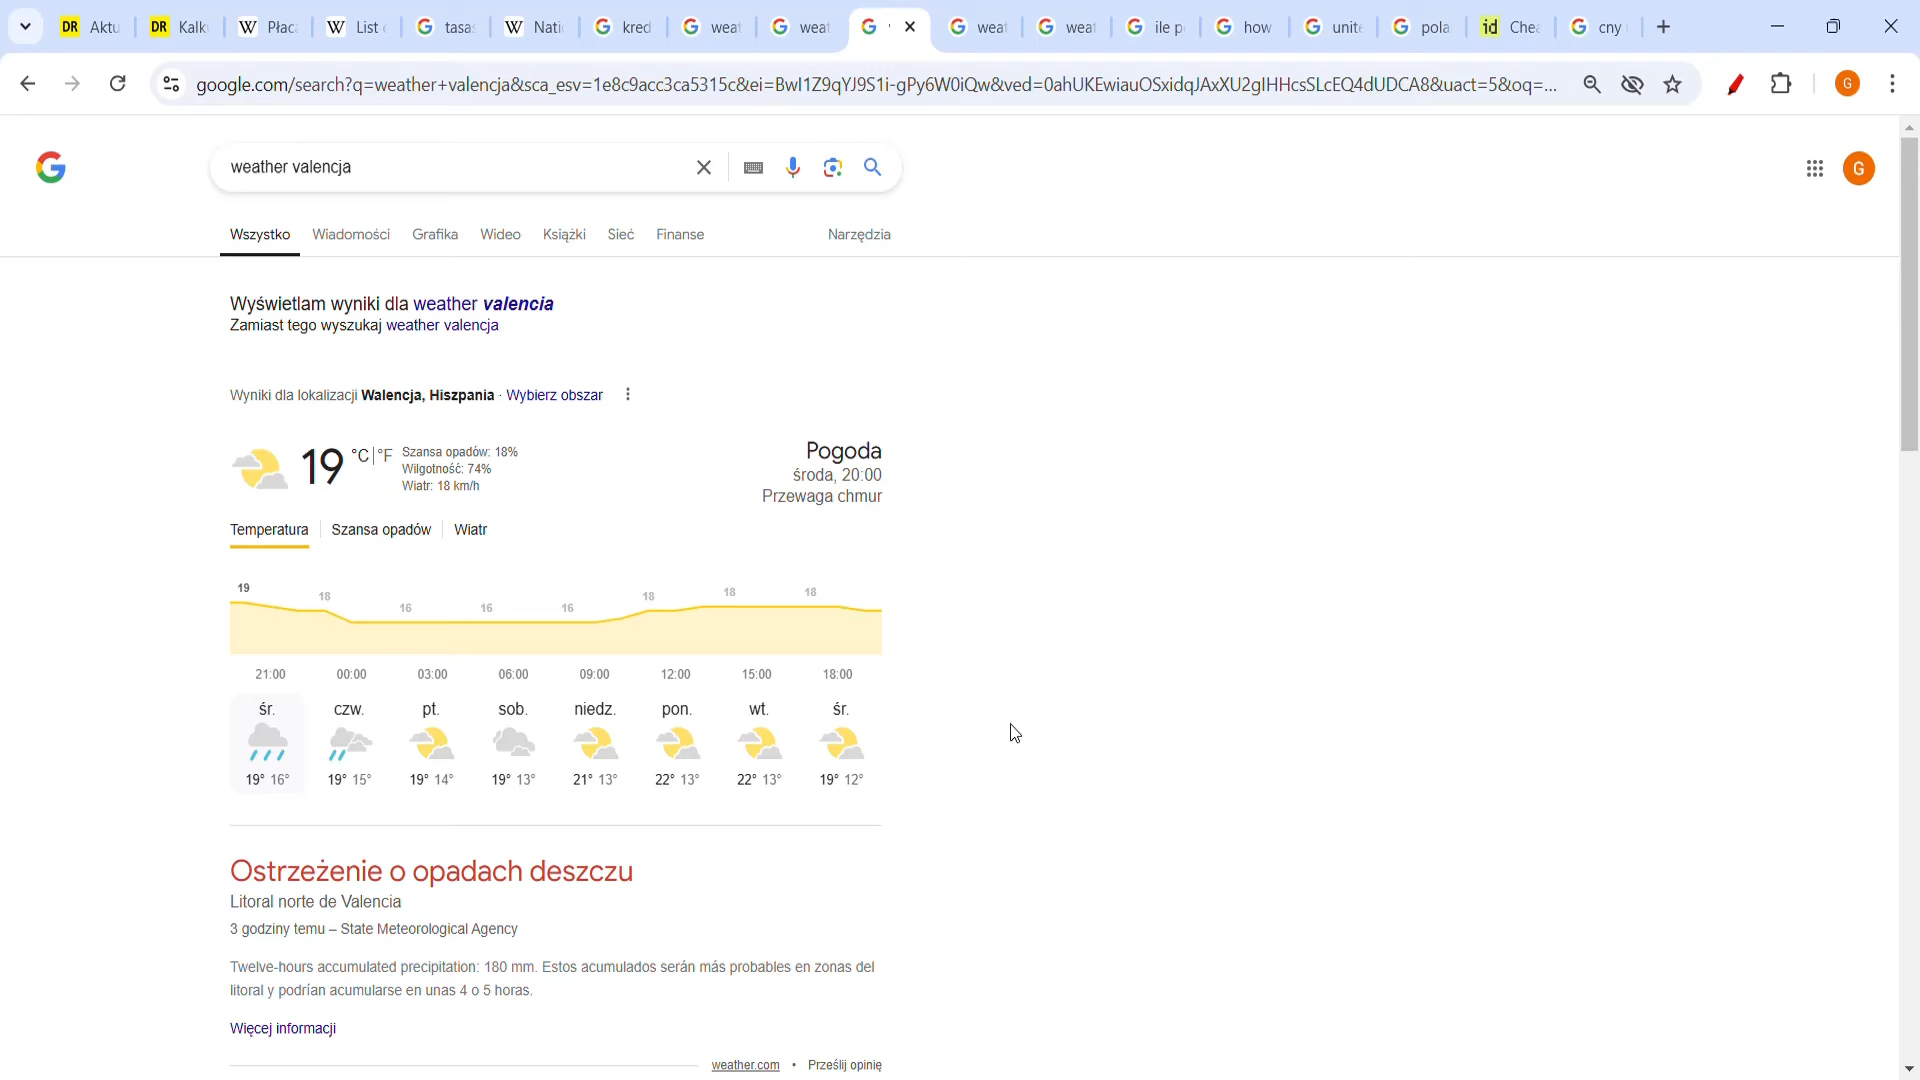 DR Aktu
DR Kalk
W Płac
W List
G tasa
W Nati
G kred
G weat
G weat
G
G weat
G weat
G ile p
G how
G unite
G pola
id Chea
G cny
google.com/search?q=weather+valencja&sca_esv=1e8c9acc3ca5315c&ei=BwI1Z9qYJ9S1i-gPy6W0iQw&ved=0ahUKEwiauOSxidqJAxXU2gIHHcsSLcEQ4dUDCA8&uact=5&oq=...
G
weather valencja
G
Wszystko
Wiadomości
Grafika
Wideo
Książki
Sieć
Finanse
Narzędzia
Wyświetlam wyniki dla weather valencia
Zamiast tego wyszukaj weather valencja
Wyniki dla lokalizacji Walencja, Hiszpania · Wybierz obszar
19 °C|°F
Szansa opadów: 18%
Wilgotność: 74%
Wiatr: 18 km/h
Pogoda
środa, 20:00
Przewaga chmur
Temperatura
Szansa opadów
Wiatr
19 18 16 16 16 18 18 18
21:00 00:00 03:00 06:00 09:00 12:00 15:00 18:00
śr. czw. pt. sob. niedz. pon. wt. śr.
19° 16° 19° 15° 19° 14° 19° 13° 21° 13° 22° 13° 22° 13° 19° 12°
Ostrzeżenie o opadach deszczu
Litoral norte de Valencia
3 godziny temu – State Meteorological Agency
Twelve-hours accumulated precipitation: 180 mm. Estos acumulados serán más probables en zonas del
litoral y podrían acumularse en unas 4 o 5 horas.
Więcej informacji
weather.com • Prześlij opinię